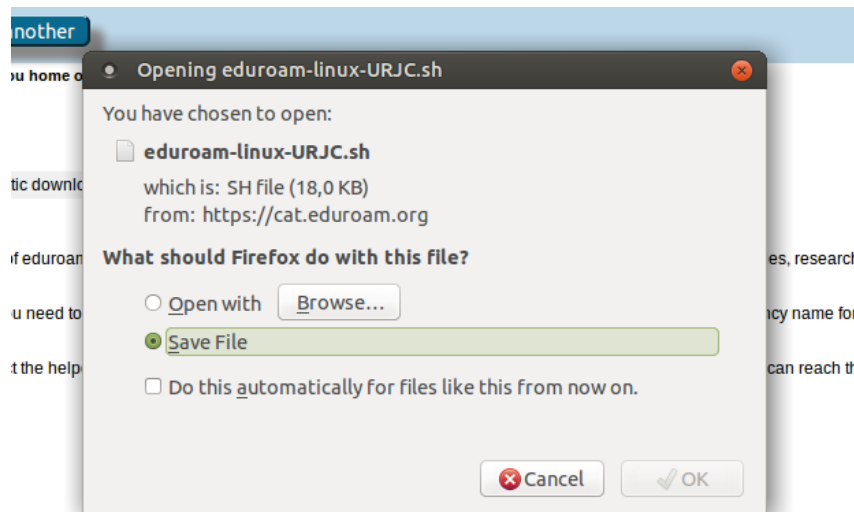 nother
Opening eduroam-linux-URJC.sh
ou home o
You have chosen to open:
eduroam-linux-URJC.sh
tic downlo
which is: SH file (18,0 KB)
from: https://cat.eduroam.org
of eduroam
What should Firefox do with this file?
es, research
Open with
Browse...
u need to
ncy name for
Save File
t the help
can reach th
Do this automatically for files like this from now on.
Cancel
OK